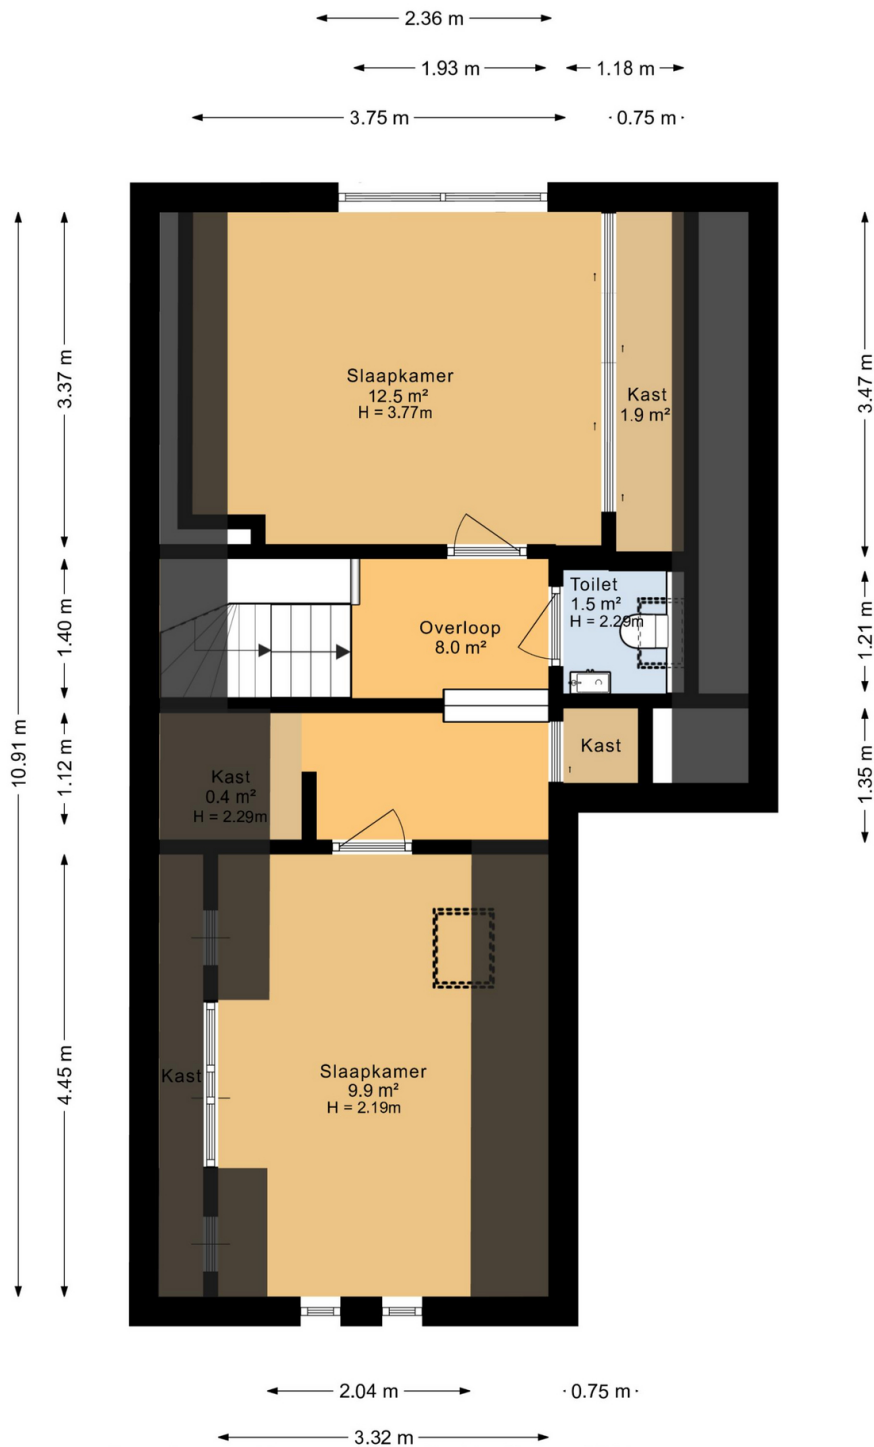 2.36 m
1.93 m
1.18 m
3.75 m
0.75 m
3.37 m
3.47 m
Slaapkamer
12.5 m²
H = 3.77m
Kast
1.9 m²
Toilet
1.5 m²
H = 2.29m
1.40 m
1.21 m
Overloop
8.0 m²
10.91 m
1.12 m
1.35 m
Kast
Kast
0.4 m²
H = 2.29m
4.45 m
Kast
Slaapkamer
9.9 m²
H = 2.19m
2.04 m
0.75 m
3.32 m